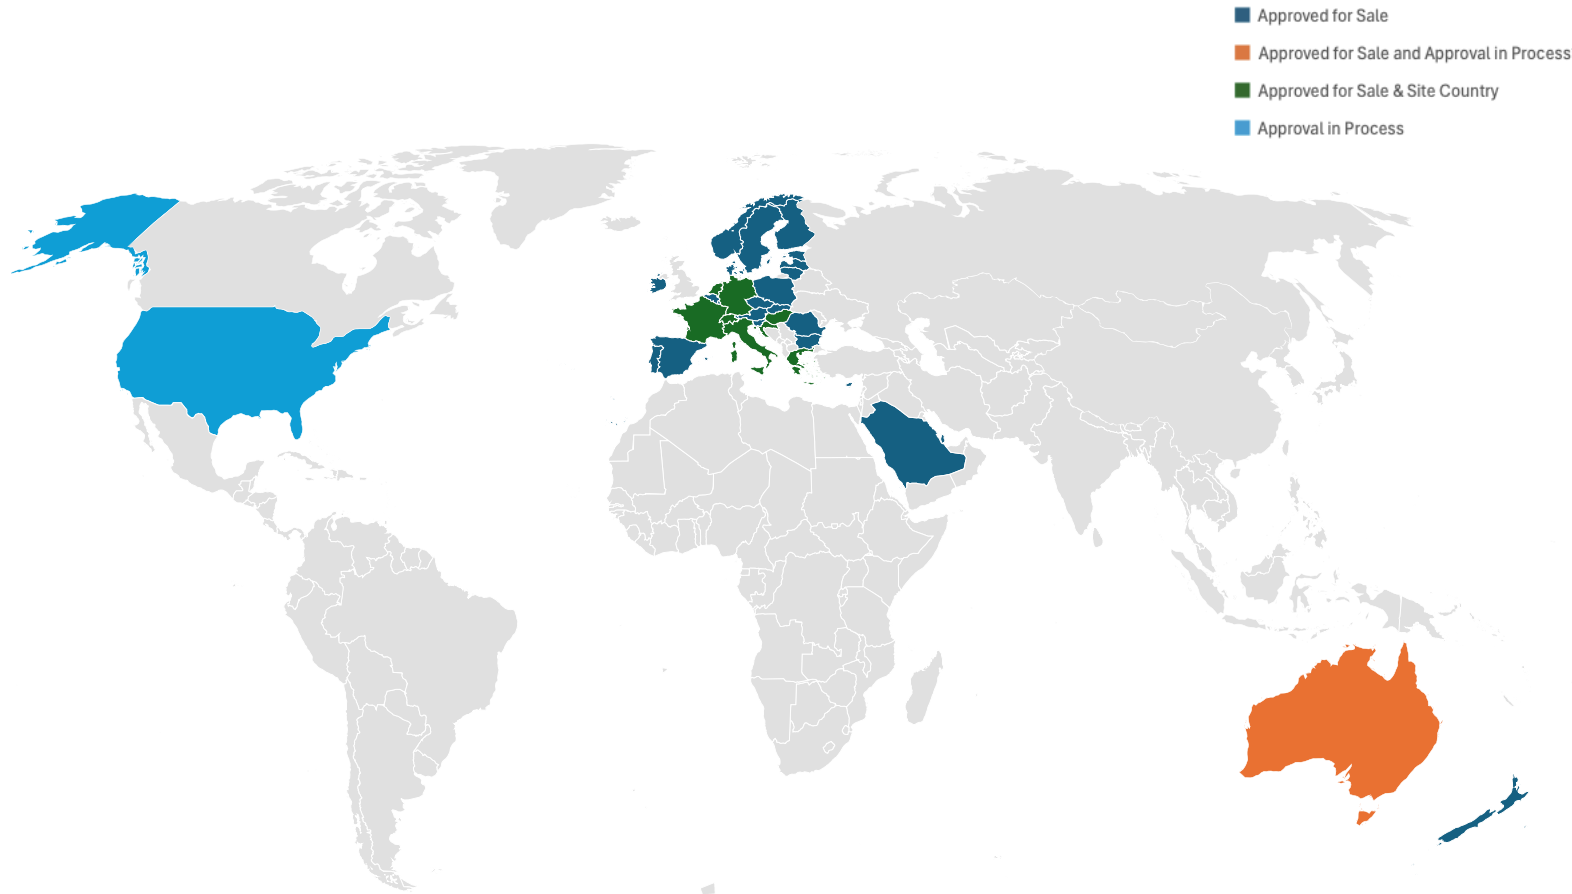 Approved for Sale
Approved for Sale and Approval in Process
Approved for Sale & Site Country
Approval in Process